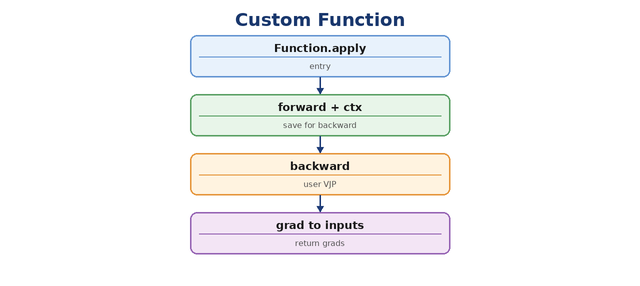 Custom Function
Function.apply
entry
forward + ctx
save for backward
backward
user VJP
grad to inputs
return grads